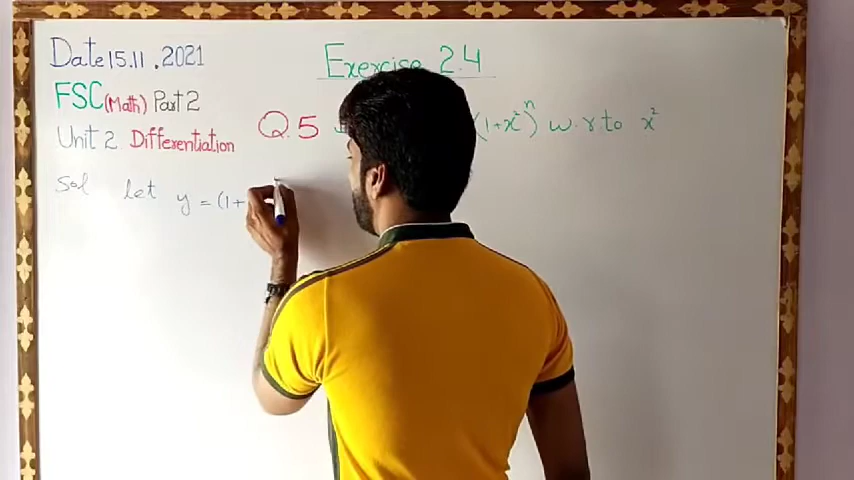 Date 15.11.2021
Exercise 2.4
FSC (Math) Part 2
Unit 2 Differentiation
Q.5 (1+x²)ⁿ w.r to x²
Sol let y = (1+